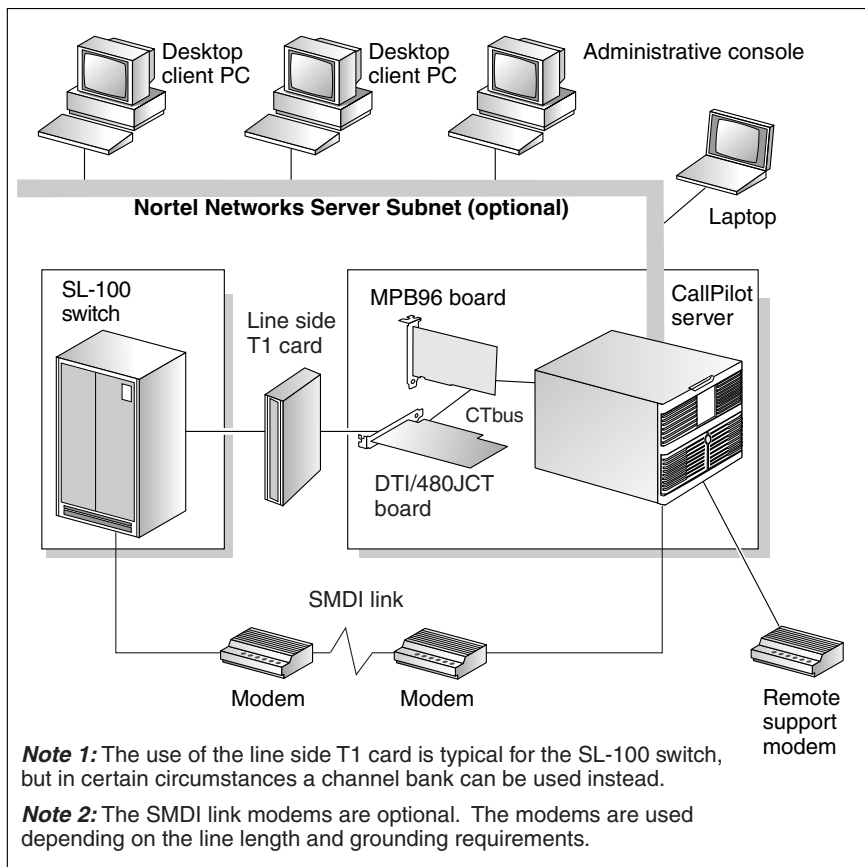 Desktop
client PC
Desktop
client PC
Administrative console
Laptop
Nortel Networks Server Subnet (optional)
SL-100
switch
Line side
T1 card
MPB96 board
CallPilot
server
CTbus
DTI/480JCT
board
SMDI link
Modem
Modem
Remote
support
modem
Note 1: The use of the line side T1 card is typical for the SL-100 switch,
but in certain circumstances a channel bank can be used instead.
Note 2: The SMDI link modems are optional. The modems are used
depending on the line length and grounding requirements.